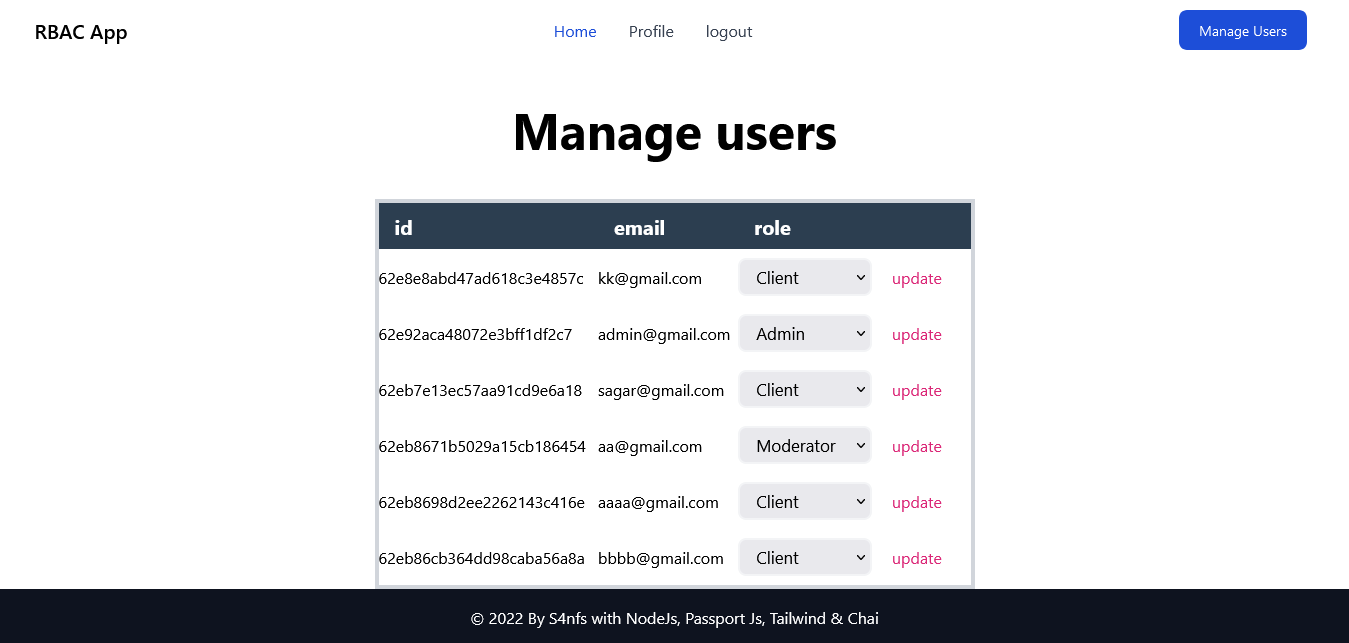 RBAC App Home Profile logout Manage Users
Manage users
id email role
62e8e8abd47ad618c3e4857c kk@gmail.com Client update
62e92aca48072e3bff1df2c7 admin@gmail.com Admin update
62eb7e13ec57aa91cd9e6a18 sagar@gmail.com Client update
62eb8671b5029a15cb186454 aa@gmail.com Moderator update
62eb8698d2ee2262143c416e aaaa@gmail.com Client update
62eb86cb364dd98caba56a8a bbbb@gmail.com Client update
© 2022 By S4nfs with NodeJs, Passport Js, Tailwind & Chai